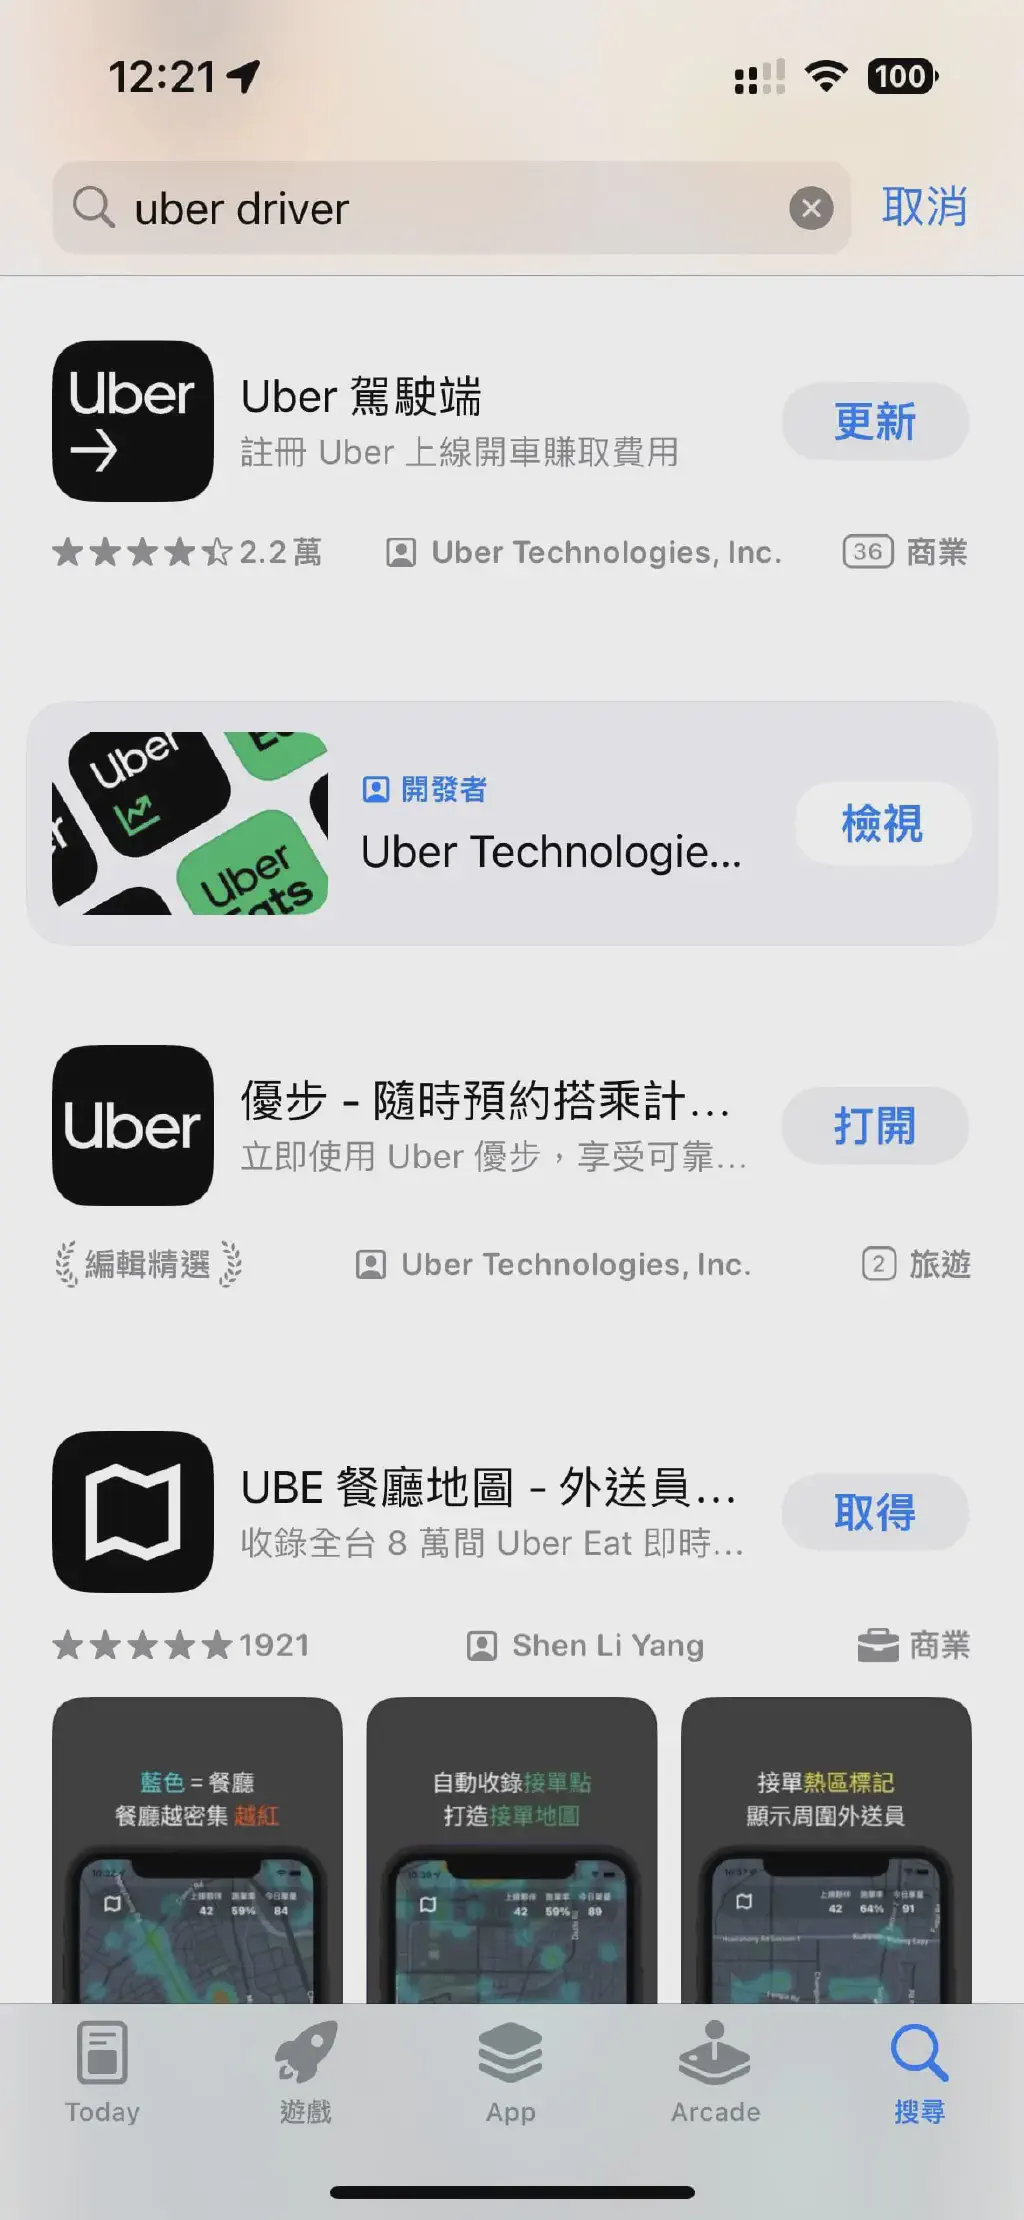 12:21
100
uber driver
取消
Uber
Uber 駕駛端
註冊 Uber 上線開車賺取費用
更新
2.2 萬
Uber Technologies, Inc.
36 商業
Uber
Uber
Eats
開發者
Uber Technologie...
檢視
Uber
優步 - 隨時預約搭乘計...
立即使用 Uber 優步，享受可靠...
打開
編輯精選
Uber Technologies, Inc.
2 旅遊
UBE 餐廳地圖 - 外送員...
收錄全台 8 萬間 Uber Eat 即時...
取得
1921
Shen Li Yang
商業
藍色 = 餐廳
餐廳越密集 越紅
42 59% 84
自動收錄接單點
打造接單地圖
42 59% 89
接單熱區標記
顯示周圍外送員
42 64% 91
Today
遊戲
App
Arcade
搜尋